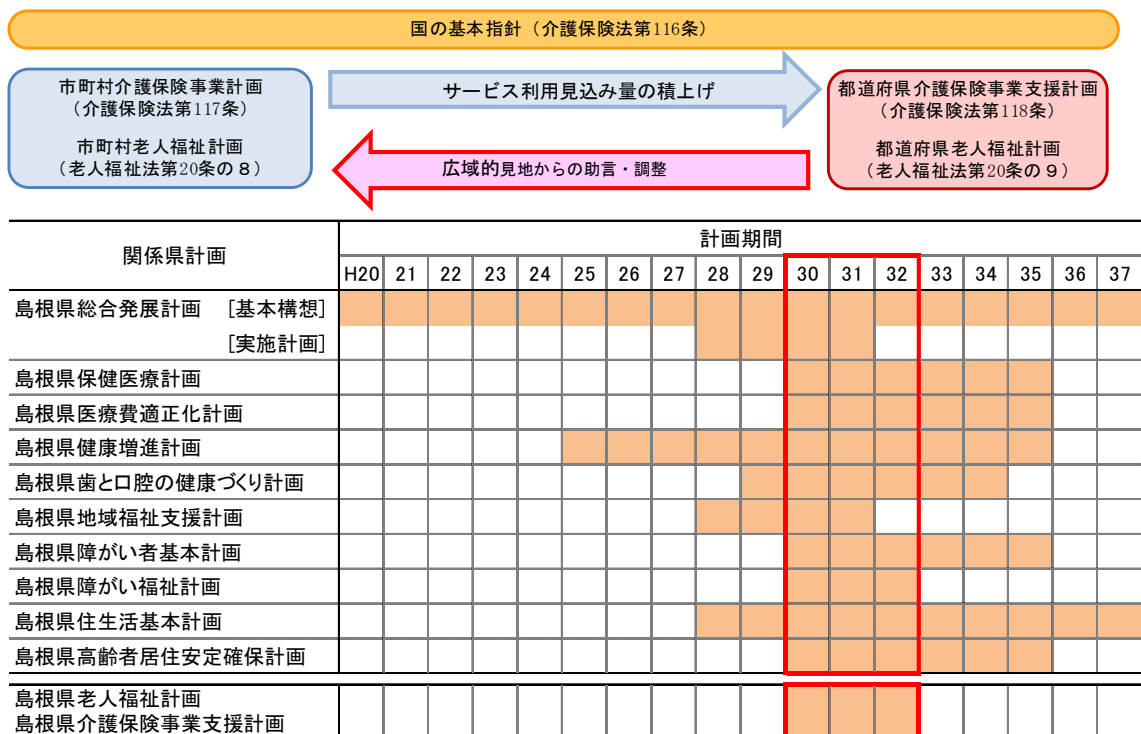 国の基本指針（介護保険法第116条）
市町村介護保険事業計画
（介護保険法第117条）
市町村老人福祉計画
（老人福祉法第20条の８）
サービス利用見込み量の積上げ
広域的見地からの助言・調整
都道府県介護保険事業支援計画
（介護保険法第118条）
都道府県老人福祉計画
（老人福祉法第20条の９）
関係県計画
計画期間
H20 21 22 23 24 25 26 27 28 29 30 31 32 33 34 35 36 37
島根県総合発展計画 [基本構想]
[実施計画]
島根県保健医療計画
島根県医療費適正化計画
島根県健康増進計画
島根県歯と口腔の健康づくり計画
島根県地域福祉支援計画
島根県障がい者基本計画
島根県障がい福祉計画
島根県住生活基本計画
島根県高齢者居住安定確保計画
島根県老人福祉計画
島根県介護保険事業支援計画